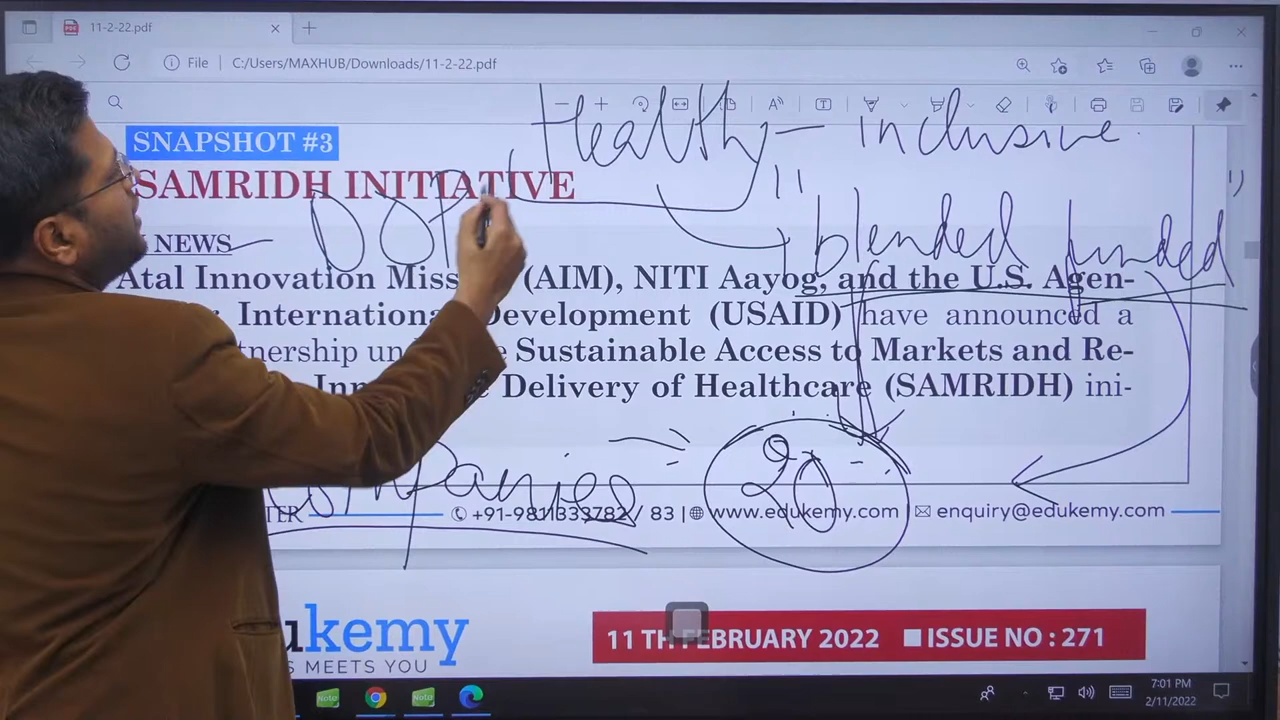 11-2-22.pdf
File C:/Users/MAXHUB/Downloads/11-2-22.pdf
Healthy – inclusive.
SNAPSHOT #3
SAMRIDH INITIATIVE
blended funded
NEWS
Atal Innovation Miss (AIM), NITI Aayog, and the U.S. Agen-
International Development (USAID) have announced a
tnership un Sustainable Access to Markets and Re-
Delivery of Healthcare (SAMRIDH) ini-
Companies 20
+91-9811333782 / 83 | www.edukemy.com enquiry@edukemy.com
ukemy
S MEETS YOU
11 TH FEBRUARY 2022 ISSUE NO : 271
7:01 PM
2/11/2022